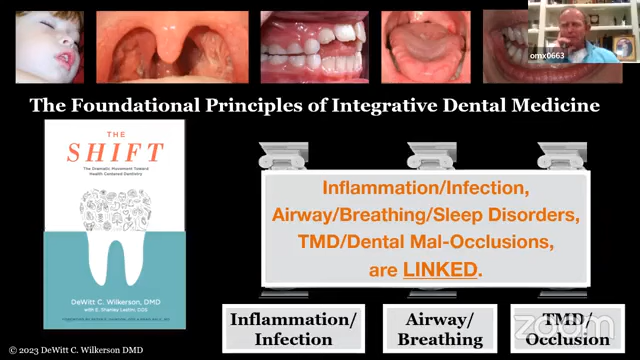 omx0663
The Foundational Principles of Integrative Dental Medicine
THE
SHIFT
The Dramatic Movement Toward
Health Centered Dentistry
DeWitt C. Wilkerson, DMD
with E. Shanley Lestini, DDS
Inflammation/Infection,
Airway/Breathing/Sleep Disorders,
TMD/Dental Mal-Occlusions,
are LINKED.
Inflammation/
Infection
Airway/
Breathing
TMD/
Occlusion
zoom
© 2023 DeWitt C. Wilkerson DMD